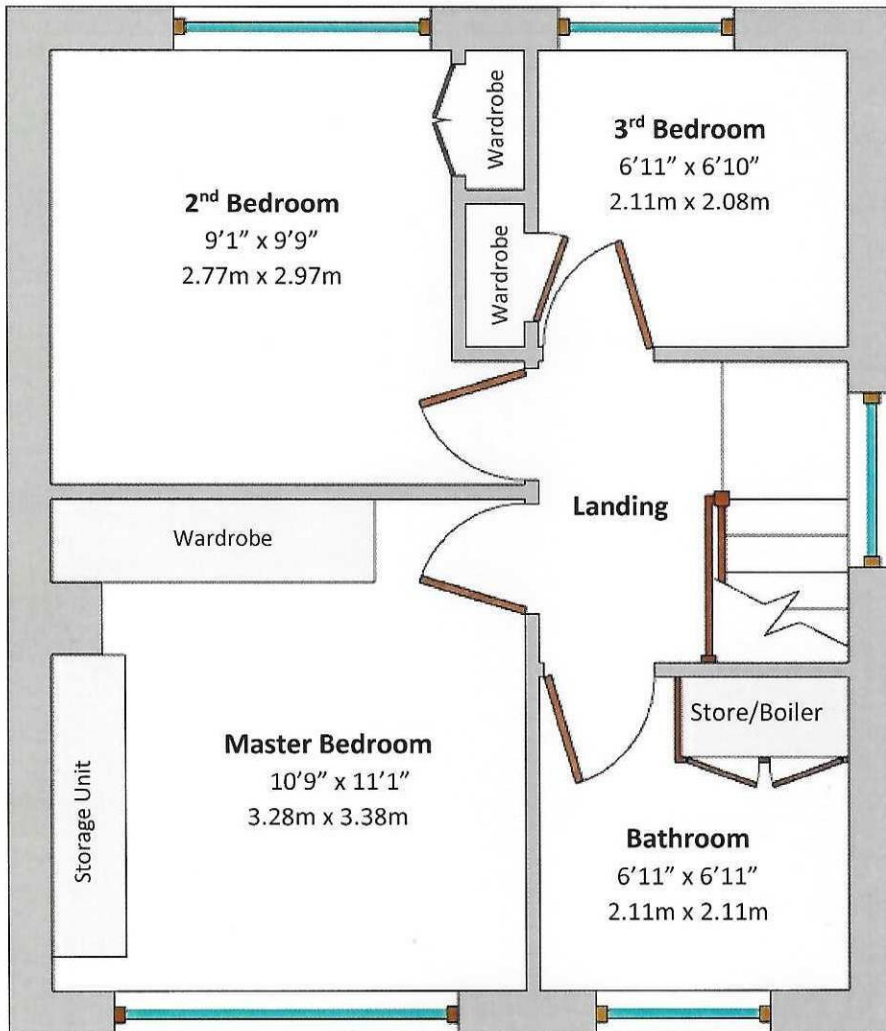 Wardrobe
3rd Bedroom
6'11" x 6'10"
2.11m x 2.08m
2nd Bedroom
9'1" x 9'9"
2.77m x 2.97m
Wardrobe
Landing
Wardrobe
Store/Boiler
Master Bedroom
10'9" x 11'1"
3.28m x 3.38m
Storage Unit
Bathroom
6'11" x 6'11"
2.11m x 2.11m